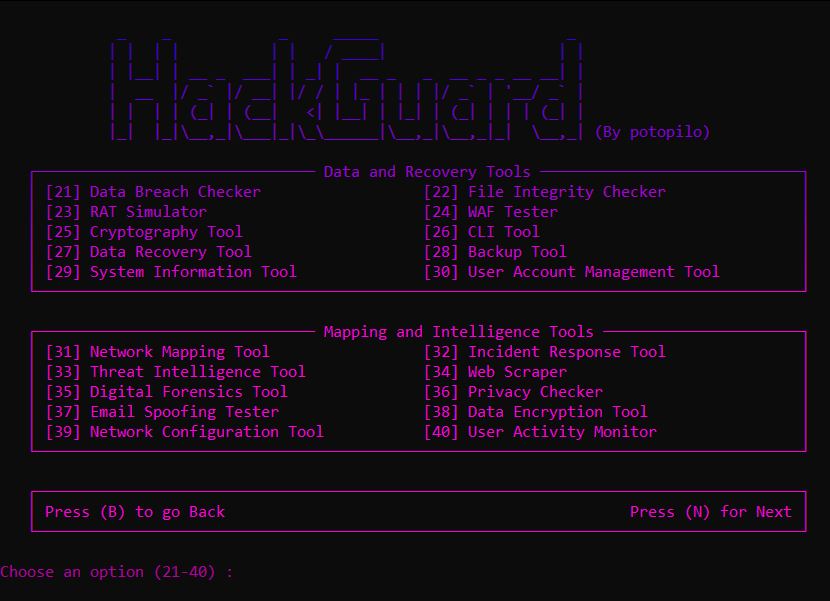 HackGuard (By potopilo)
Data and Recovery Tools
[21] Data Breach Checker [22] File Integrity Checker
[23] RAT Simulator [24] WAF Tester
[25] Cryptography Tool [26] CLI Tool
[27] Data Recovery Tool [28] Backup Tool
[29] System Information Tool [30] User Account Management Tool
Mapping and Intelligence Tools
[31] Network Mapping Tool [32] Incident Response Tool
[33] Threat Intelligence Tool [34] Web Scraper
[35] Digital Forensics Tool [36] Privacy Checker
[37] Email Spoofing Tester [38] Data Encryption Tool
[39] Network Configuration Tool [40] User Activity Monitor
Press (B) to go Back Press (N) for Next
Choose an option (21-40) :